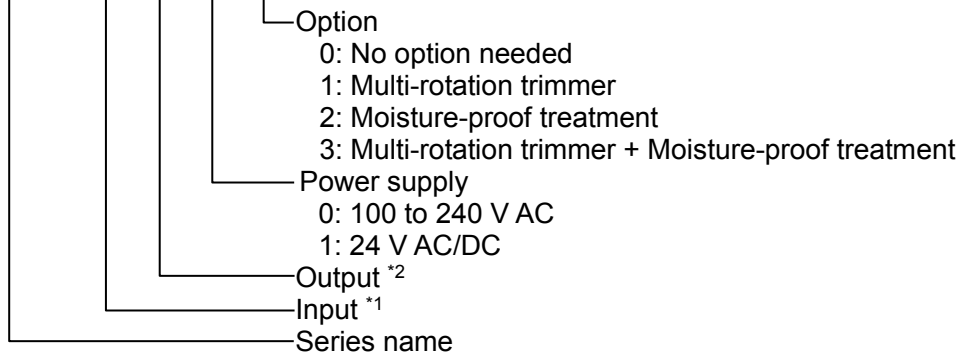 Option
0: No option needed
1: Multi-rotation trimmer
2: Moisture-proof treatment
3: Multi-rotation trimmer + Moisture-proof treatment
Power supply
0: 100 to 240 V AC
1: 24 V AC/DC
Output *2
Input *1
Series name